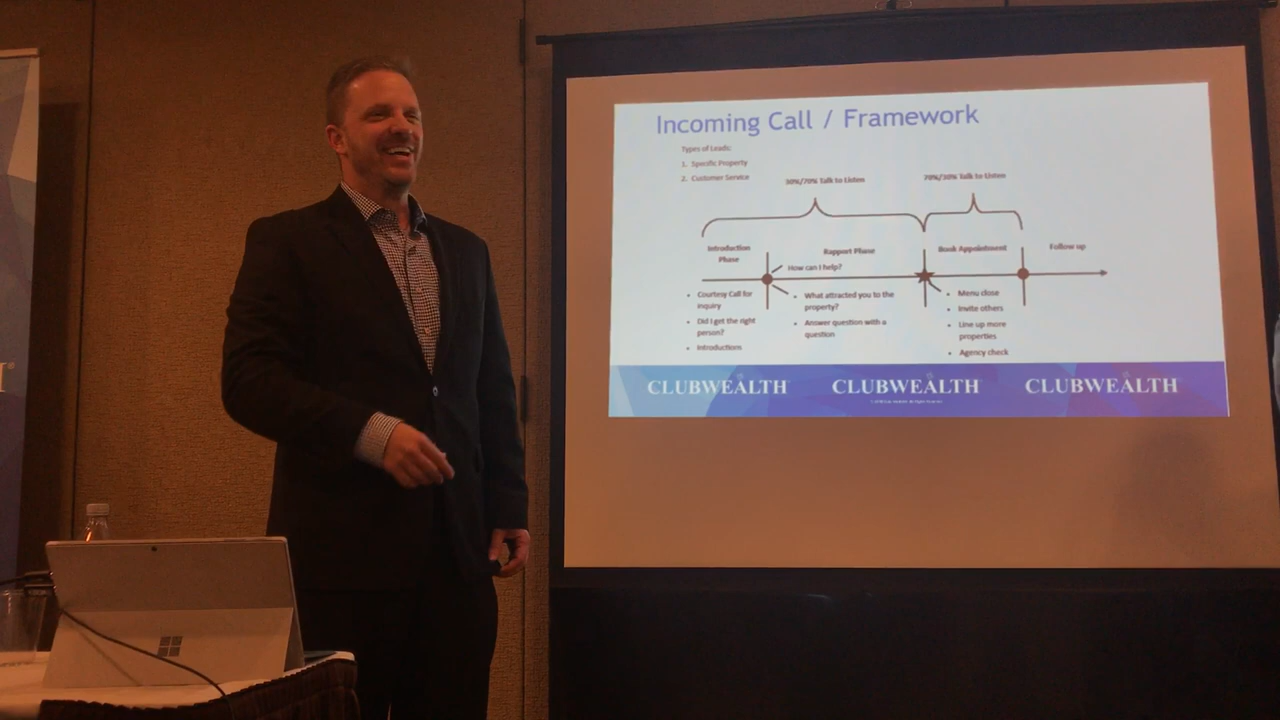 Incoming Call / Framework
Types of Leads:
1. Specific Property
2. Customer Service
30%/70% Talk to Listen
70%/30% Talk to Listen
Introduction
Phase
Rapport Phase
Book Appointment
Follow up
How can I help?
• Courtesy Call for
inquiry
• Did I get the right
person?
• Introductions
• What attracted you to the
property?
• Answer question with a
question
• Menu close
• Invite others
• Line up more
properties
• Agency check
CLUBWEALTH CLUBWEALTH CLUBWEALTH